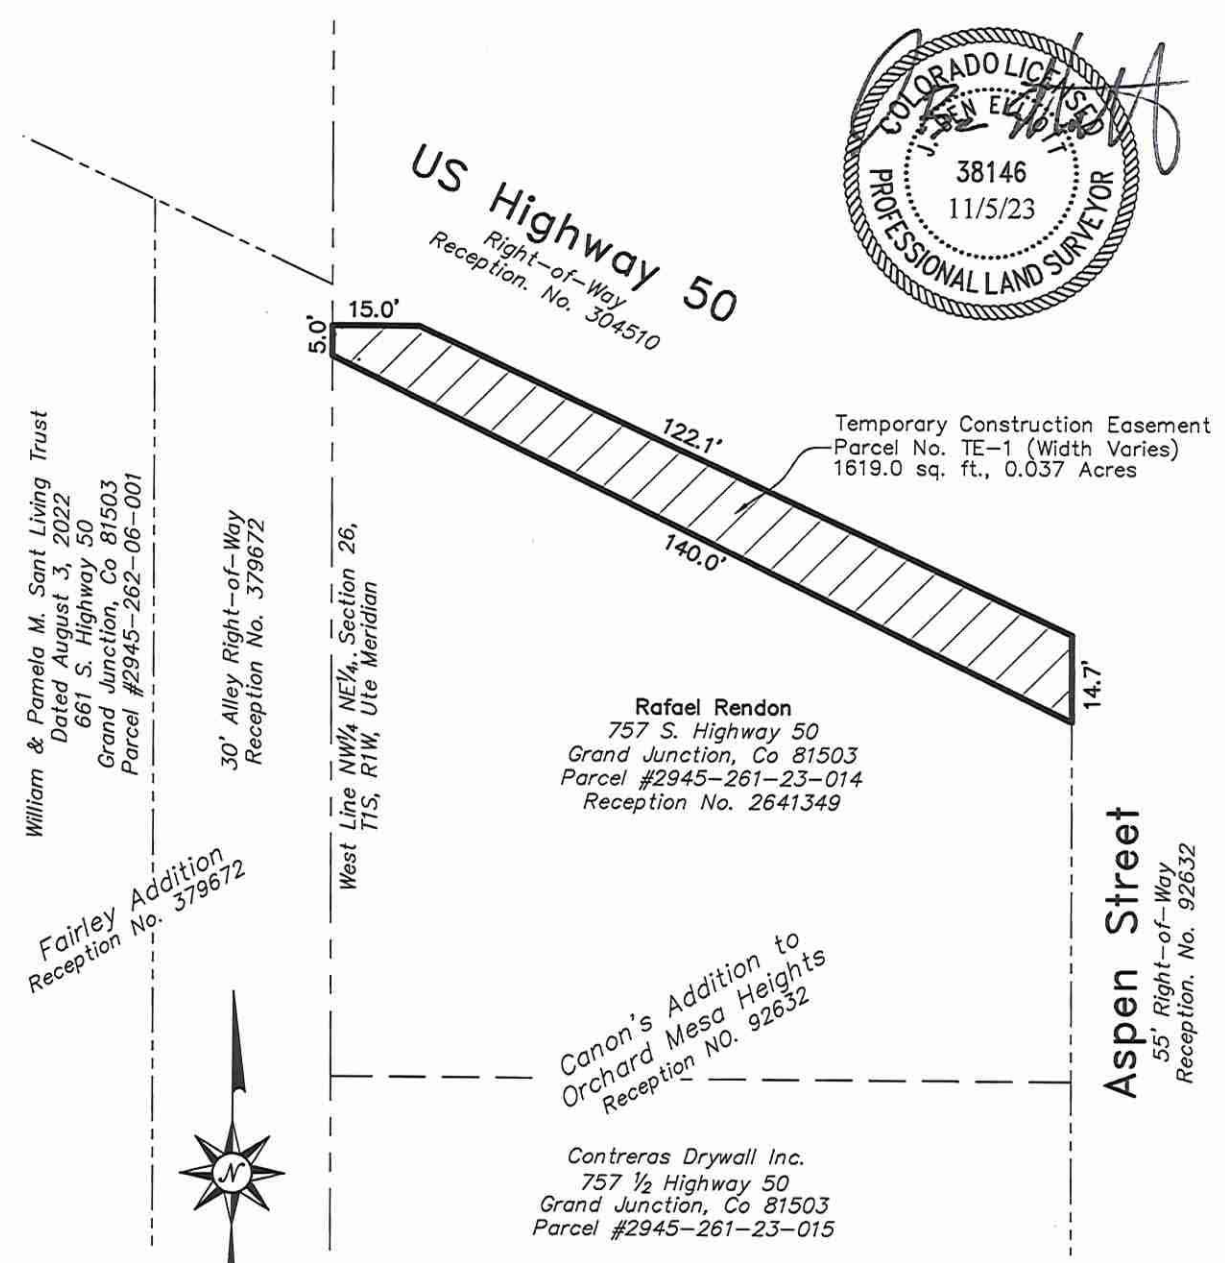 COLORADO LICENSED
J. BEN ELLIOTT
38146
11/5/23
PROFESSIONAL LAND SURVEYOR
US Highway 50
Right-of-Way
Reception. No. 304510
15.0'
5.0'
122.1'
140.0'
14.7'
Temporary Construction Easement
Parcel No. TE-1 (Width Varies)
1619.0 sq. ft., 0.037 Acres
William & Pamela M. Sant Living Trust
Dated August 3, 2022
661 S. Highway 50
Grand Junction, Co 81503
Parcel #2945-262-06-001
30' Alley Right-of-Way
Reception No. 379672
West Line NW¼ NE¼, Section 26,
T1S, R1W, Ute Meridian
Rafael Rendon
757 S. Highway 50
Grand Junction, Co 81503
Parcel #2945-261-23-014
Reception No. 2641349
Fairley Addition
Reception No. 379672
Canon's Addition to
Orchard Mesa Heights
Reception NO. 92632
Aspen Street
55' Right-of-Way
Reception. No. 92632
N
Contreras Drywall Inc.
757 ½ Highway 50
Grand Junction, Co 81503
Parcel #2945-261-23-015